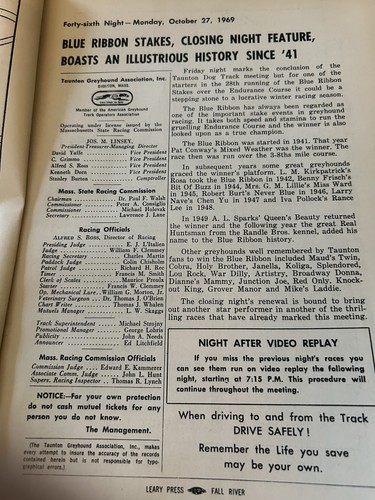 Forty-sixth Night—Monday, October 27, 1969
BLUE RIBBON STAKES, CLOSING NIGHT FEATURE,
BOASTS AN ILLUSTRIOUS HISTORY SINCE '41
Taunton Greyhound Association, Inc.
DIGHTON, MASS.
Member of the American Greyhound
Track Operators Association
Operating under license issued by the
Massachusetts State Racing Commission
JOS. M. LINSEY,
President-Treasurer-Managing Director
David Yelle Vice President
C. Grimmo Vice President
Alfred S. Ross Vice President
Kenneth Dorn Vice President
Stanley Burton Comptroller
Mass. State Racing Commission
Chairman Dr. Paul F. Walsh
Commissioner Peter A. Consiglio
Commissioner Michael Holovak
Secretary Lawrence J. Lane
Racing Officials
ALFRED S. ROSS, Director of Racing
Presiding Judge E. J. L'Italien
Judge William F. Clooney
Racing Secretary Charles Martin
Paddock Judge Colin Chisholm
Patrol Judge Richard H. Ree
Timer Francis M. Smith
Clerk of Scales Maurice Proulx
Starter Francis W. Clooney
Op. Mechanical Lure, William C. Morton, Jr.
Veterinary Surgeon Dr. Thomas J. O'Brien
Chart Writer Thomas J. Whalen
Mutuels Manager L. W. Skaggs
Track Superintendent Michael Strojny
Promotional Manager George Lobris
Publicity John A. Needs
Announcer Ed Litchfield
Mass. Racing Commission Officials
Commission Judge Edward E. Kammerer
Associate Comm. Judge John L. Hunt
Superv. Racing Inspector Thomas R. Lynch
NOTICE:—For your own protection
do not cash mutuel tickets for any
person you do not know.
The Management.
(The Taunton Greyhound Association, Inc., makes
every attempt to insure the accuracy of the records
contained herein but is not responsible for typo-
graphical errors.)
Friday night marks the conclusion of the
Taunton Dog Track meeting but for one of the
starters in the 28th running of the Blue Ribbon
Stakes over the Endurance Course it could be a
stepping stone to a lucrative winter racing season.
The Blue Ribbon has always been regarded as
one of the important stake events in greyhound
racing. It takes both speed and stamina to run the
gruelling Endurance Course and the winner is also
looked upon as a true champion.
The Blue Ribbon was started in 1941. That year
Pat Conway's Mixed Weather was the winner. The
race then was run over the 3-8ths mile course.
In subsequent years some great greyhounds
graced the winner's platform. L. M. Kirkpatrick's
Rosa took the Blue Ribbon in 1942, Benny Frisch's
Bit Of Buff in 1944, Mrs. G. M. Lillie's Miss Ward
in 1945, Robert Burt's Never Blue in 1946, Larry
Nave's Chen Yu in 1947 and Iva Pollock's Rance
Lee in 1948.
In 1949 A. L. Sparks' Queen's Beauty returned
the winner and the following year the great Real
Huntsman from the Randle Bros. kennel, added his
name to the Blue Ribbon history.
Other greyhounds well remembered by Taunton
fans to win the Blue Ribbon included Maud's Twin,
Cobra, Holy Brother, Janella, Koliga, Splendored,
Lou Rock, War Dilly, Artistry, Broadway Donna,
Dianne's Mammy, Junction Joe, Red Only, Knock-
out King, Grover Manor and Mike's Laddie.
The closing night's renewal is bound to bring
out another star performer in another of the thril-
ling races that have already marked this meeting.
NIGHT AFTER VIDEO REPLAY
If you miss the previous night's races you
can see them run on video replay the following
night, starting at 7:15 P.M. This procedure will
continue throughout the meeting.
When driving to and from the Track
DRIVE SAFELY!
Remember the Life you save
may be your own.
LEARY PRESS FALL RIVER